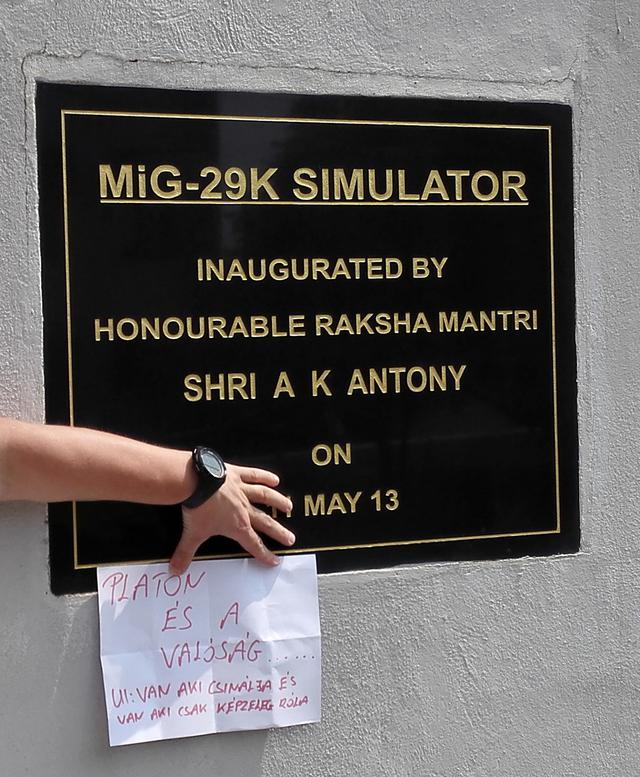 MiG-29K SIMULATOR
INAUGURATED BY
HONOURABLE RAKSHA MANTRI
SHRI A K ANTONY
ON
MAY 13
PLATON
ÉS A
VALÓSÁG......
UI: VAN AKI CSINÁLJA ÉS
VAN AKI CSAK KÉPZELEG RÓLA